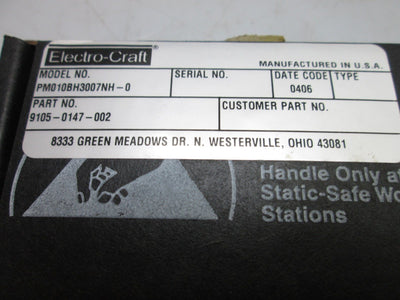 Electro-Craft®
MANUFACTURED IN U.S.A.
MODEL NO. SERIAL NO. DATE CODE TYPE
PM010BH3007NH-0 0406
PART NO. CUSTOMER PART NO.
9105-0147-002
8333 GREEN MEADOWS DR. N. WESTERVILLE, OHIO 43081
Handle Only at
Static-Safe Wo
Stations